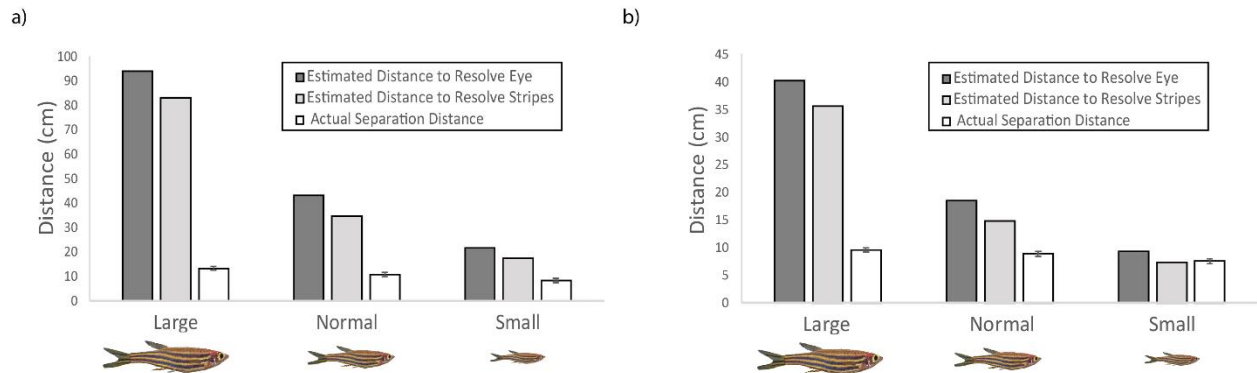 a)
100
90
80
70
60
50
40
30
20
10
0
Distance (cm)
Estimated Distance to Resolve Eye
Estimated Distance to Resolve Stripes
Actual Separation Distance
Large Normal Small
b)
45
40
35
30
25
20
15
10
5
0
Distance (cm)
Estimated Distance to Resolve Eye
Estimated Distance to Resolve Stripes
Actual Separation Distance
Large Normal Small